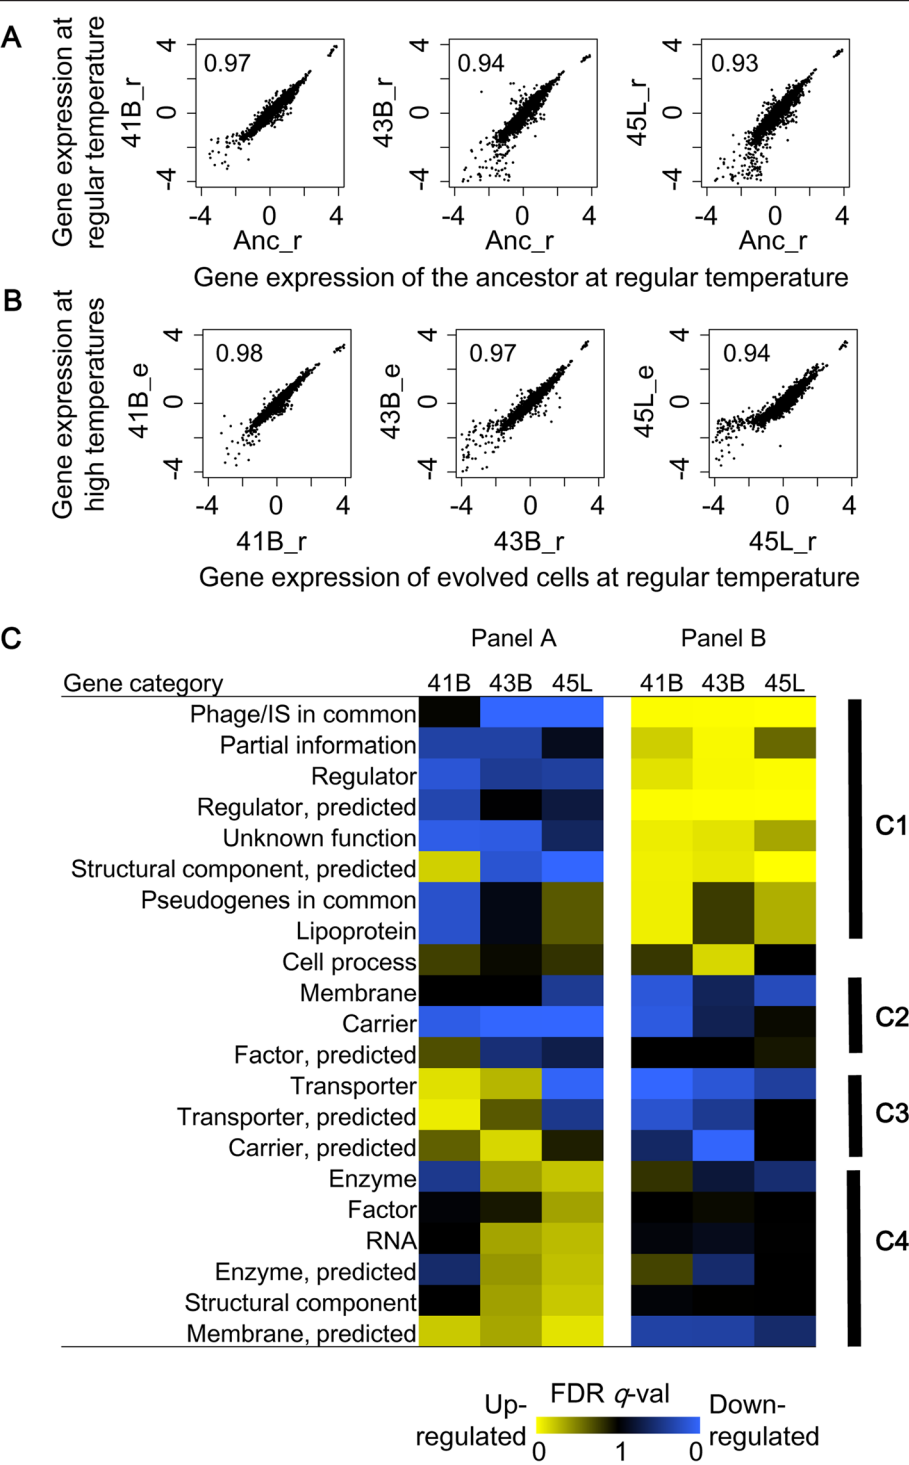 A
Gene expression at
regular temperature
41B_r
4
0
-4
0.97
-4 0 4
Anc_r
43B_r
4
0
-4
0.94
-4 0 4
Anc_r
45L_r
4
0
-4
0.93
-4 0 4
Anc_r
Gene expression of the ancestor at regular temperature
B
Gene expression at
high temperatures
41B_e
4
0
-4
0.98
-4 0 4
41B_r
43B_e
4
0
-4
0.97
-4 0 4
43B_r
45L_e
4
0
-4
0.94
-4 0 4
45L_r
Gene expression of evolved cells at regular temperature
C
Panel A Panel B
Gene category 41B 43B 45L 41B 43B 45L
Phage/IS in common
Partial information
Regulator
Regulator, predicted
Unknown function
Structural component, predicted
Pseudogenes in common
Lipoprotein
Cell process
Membrane
Carrier
Factor, predicted
Transporter
Transporter, predicted
Carrier, predicted
Enzyme
Factor
RNA
Enzyme, predicted
Structural component
Membrane, predicted
C1
C2
C3
C4
FDR q-val
Up-
regulated
0 1 0
Down-
regulated